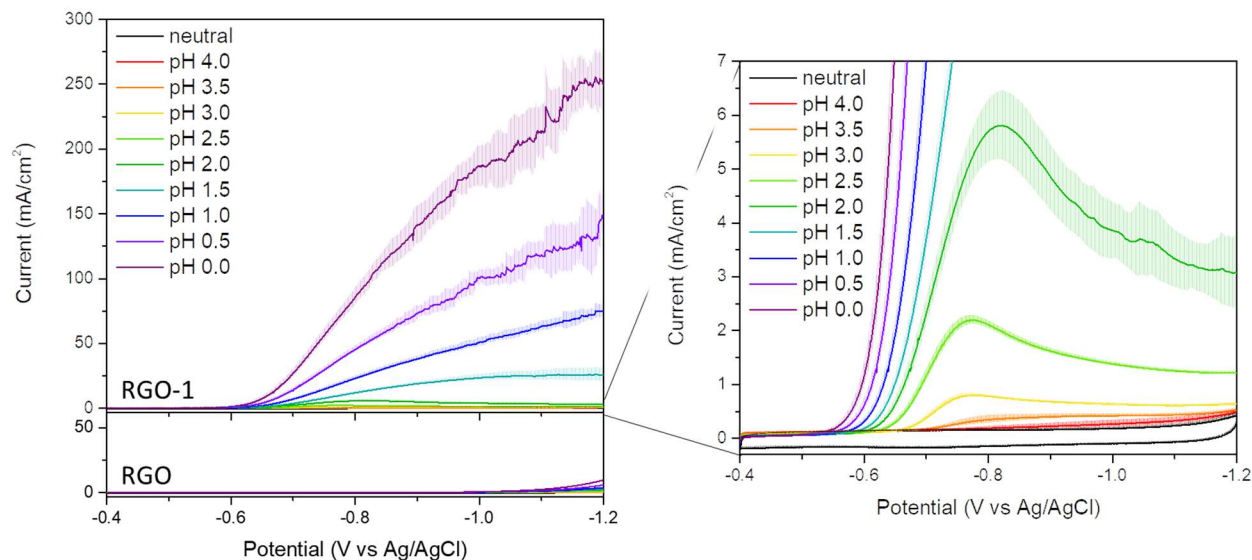 300
250
200
150
100
50
0
50
0
Current (mA/cm²)
neutral
pH 4.0
pH 3.5
pH 3.0
pH 2.5
pH 2.0
pH 1.5
pH 1.0
pH 0.5
pH 0.0
RGO-1
RGO
-0.4 -0.6 -0.8 -1.0 -1.2
Potential (V vs Ag/AgCl)
7
6
5
4
3
2
1
0
Current (mA/cm²)
neutral
pH 4.0
pH 3.5
pH 3.0
pH 2.5
pH 2.0
pH 1.5
pH 1.0
pH 0.5
pH 0.0
-0.4 -0.6 -0.8 -1.0 -1.2
Potential (V vs Ag/AgCl)